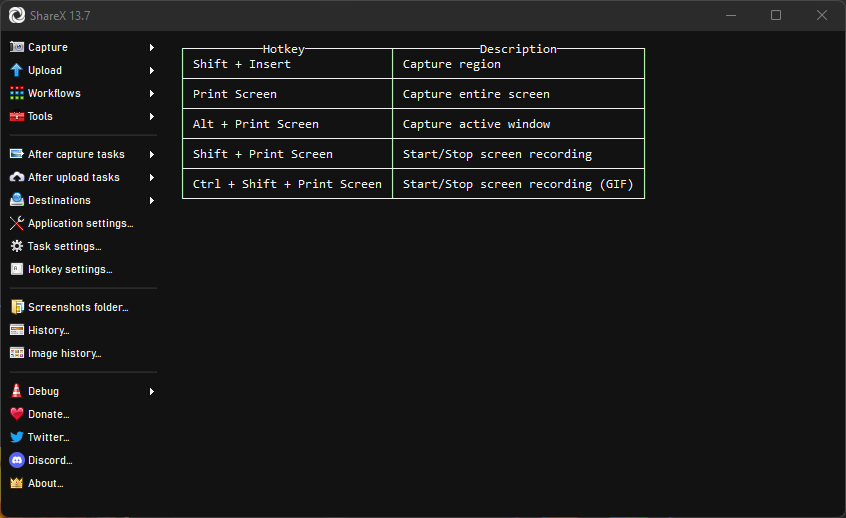 ShareX 13.7
Capture
Upload
Workflows
Tools
After capture tasks
After upload tasks
Destinations
Application settings...
Task settings...
Hotkey settings...
Screenshots folder...
History...
Image history...
Debug
Donate...
Twitter...
Discord...
About...
Hotkey Description
Shift + Insert Capture region
Print Screen Capture entire screen
Alt + Print Screen Capture active window
Shift + Print Screen Start/Stop screen recording
Ctrl + Shift + Print Screen Start/Stop screen recording (GIF)